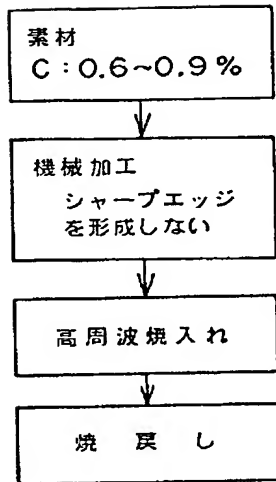 素材
C:0.6~0.9%
機械加工
シャープエッジ
を形成しない
高周波焼入れ
焼戻し